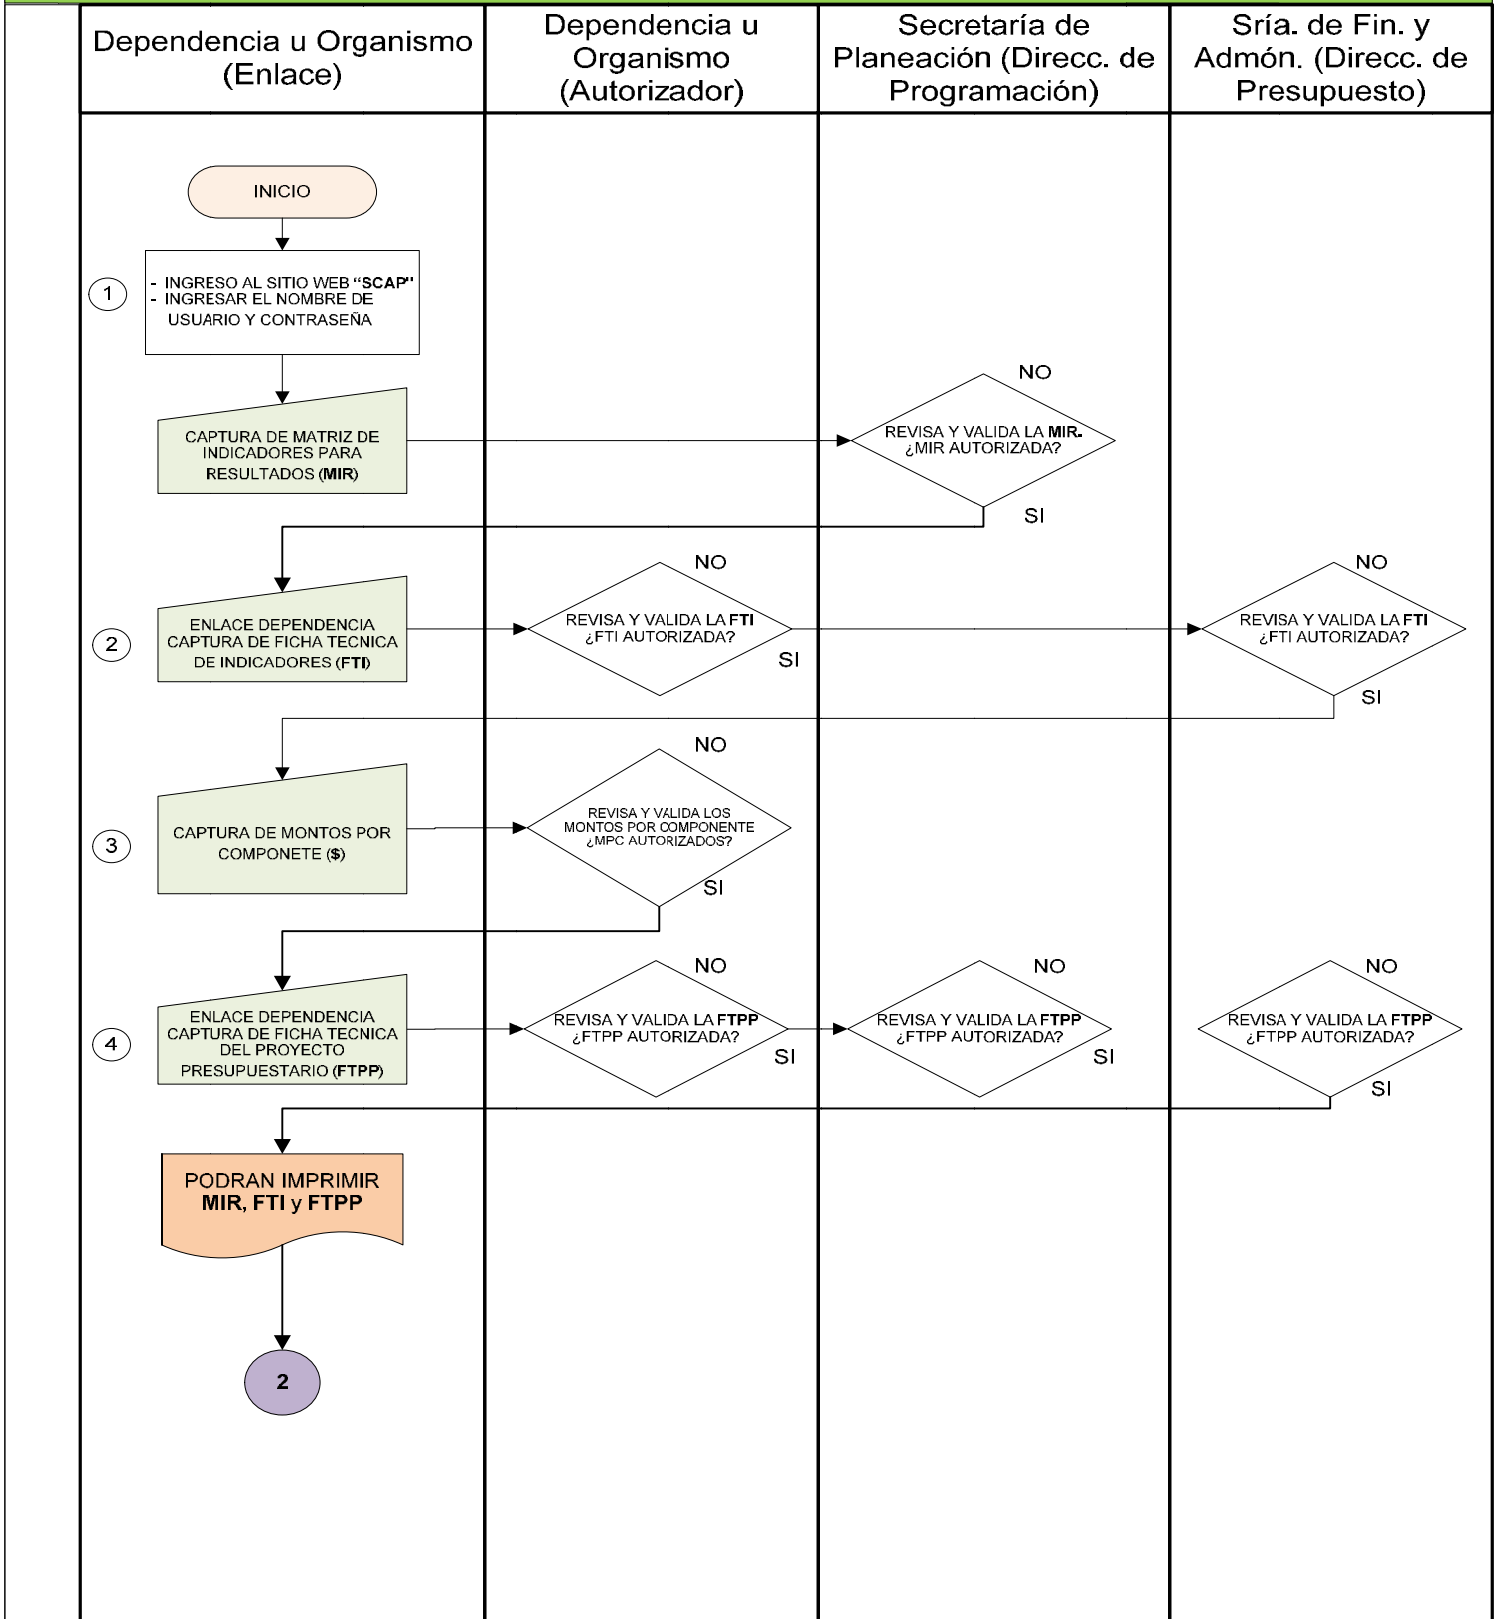 Dependencia u Organismo
(Enlace)
Dependencia u
Organismo
(Autorizador)
Secretaría de
Planeación (Direcc. de
Programación)
Sría. de Fin. y
Admón. (Direcc. de
Presupuesto)
INICIO
1
- INGRESO AL SITIO WEB “SCAP"
- INGRESAR EL NOMBRE DE
USUARIO Y CONTRASEÑA
CAPTURA DE MATRIZ DE
INDICADORES PARA
RESULTADOS (MIR)
NO
REVISA Y VALIDA LA MIR.
¿MIR AUTORIZADA?
SI
2
ENLACE DEPENDENCIA
CAPTURA DE FICHA TECNICA
DE INDICADORES (FTI)
NO
REVISA Y VALIDA LA FTI
¿FTI AUTORIZADA?
SI
NO
REVISA Y VALIDA LA FTI
¿FTI AUTORIZADA?
SI
3
CAPTURA DE MONTOS POR
COMPONETE ($)
NO
REVISA Y VALIDA LOS
MONTOS POR COMPONENTE
¿MPC AUTORIZADOS?
SI
4
ENLACE DEPENDENCIA
CAPTURA DE FICHA TECNICA
DEL PROYECTO
PRESUPUESTARIO (FTPP)
NO
REVISA Y VALIDA LA FTPP
¿FTPP AUTORIZADA?
SI
NO
REVISA Y VALIDA LA FTPP
¿FTPP AUTORIZADA?
SI
NO
REVISA Y VALIDA LA FTPP
¿FTPP AUTORIZADA?
SI
PODRAN IMPRIMIR
MIR, FTI y FTPP
2